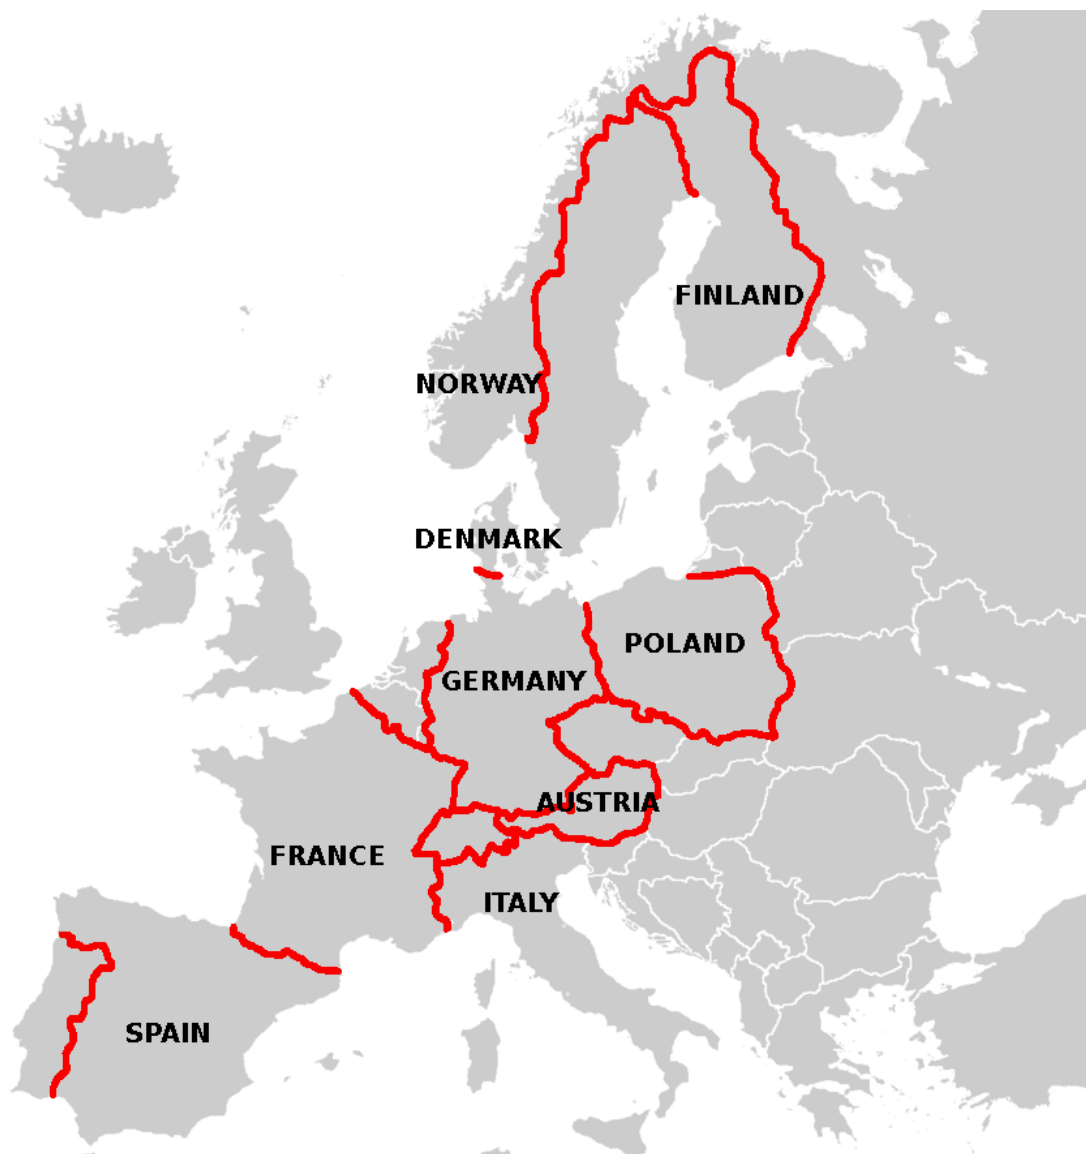 FINLAND
NORWAY
DENMARK
POLAND
GERMANY
AUSTRIA
FRANCE
ITALY
SPAIN